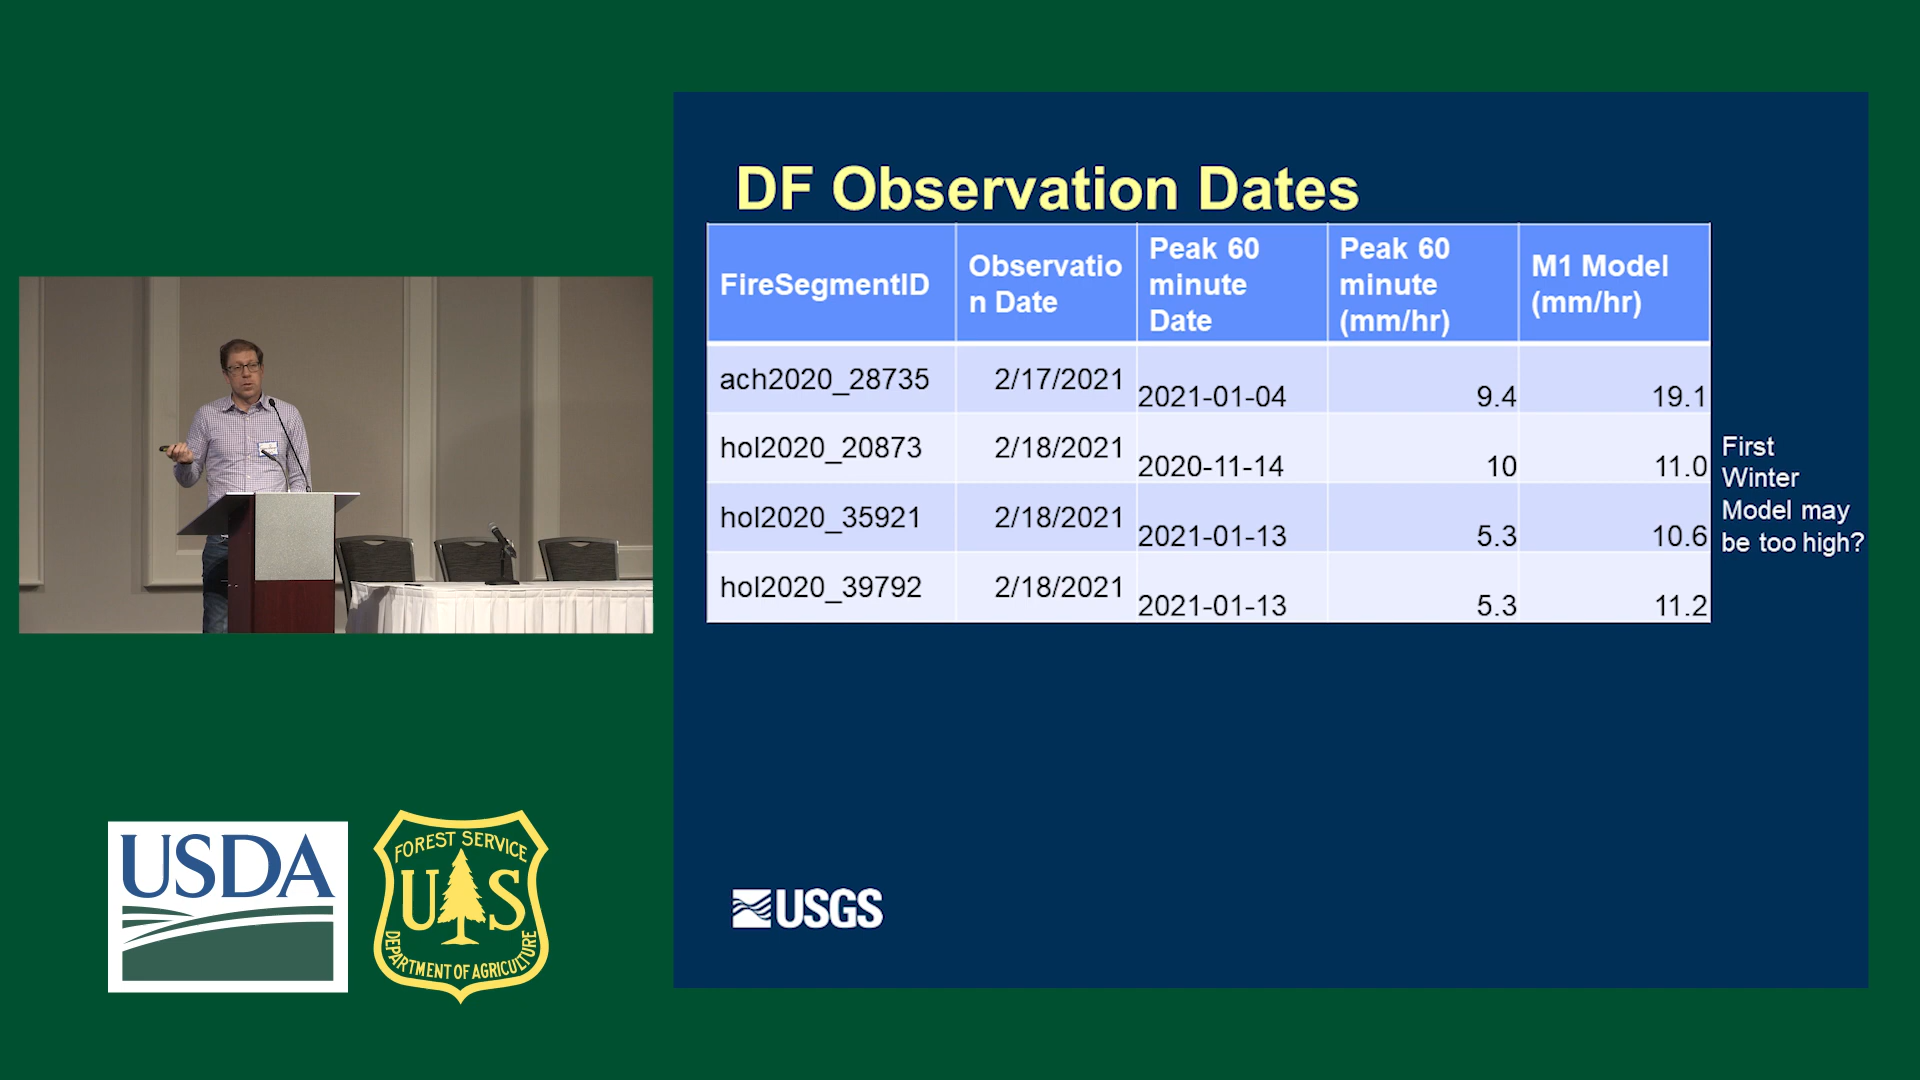 DF Observation Dates
FireSegmentID
Observatio
n Date
Peak 60
minute
Date
Peak 60
minute
(mm/hr)
M1 Model
(mm/hr)
ach2020_28735 2/17/2021 2021-01-04 9.4 19.1
hol2020_20873 2/18/2021 2020-11-14 10 11.0
hol2020_35921 2/18/2021 2021-01-13 5.3 10.6
hol2020_39792 2/18/2021 2021-01-13 5.3 11.2
First
Winter
Model may
be too high?
USGS
USDA
FOREST SERVICE
U S
DEPARTMENT OF AGRICULTURE